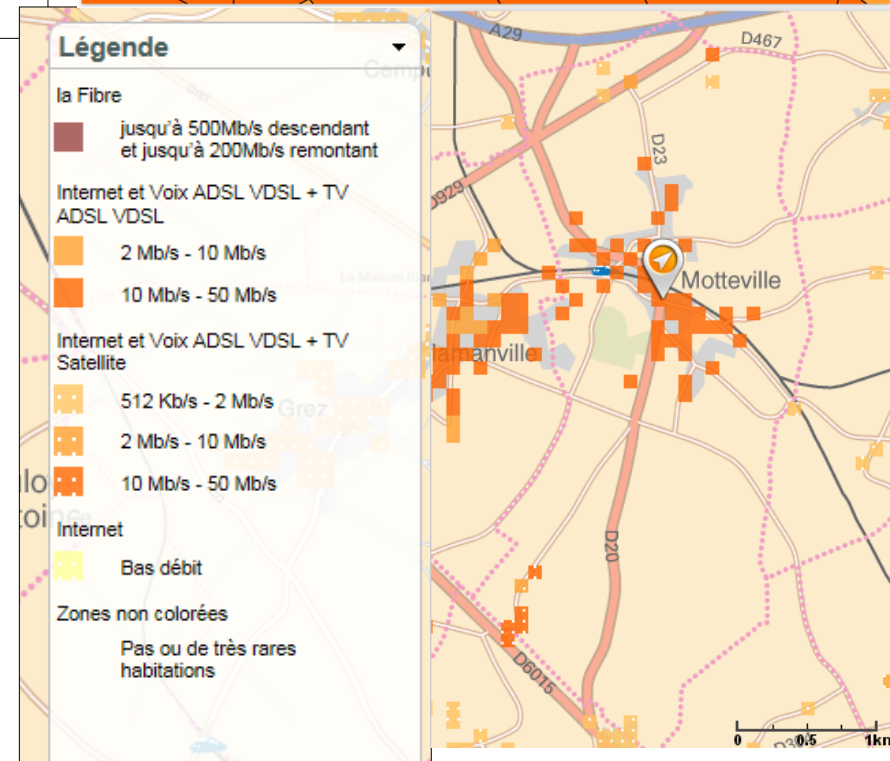 Légende
la Fibre
jusqu'à 500Mb/s descendant
et jusqu'à 200Mb/s remontant
Internet et Voix ADSL VDSL + TV
ADSL VDSL
2 Mb/s - 10 Mb/s
10 Mb/s - 50 Mb/s
Internet et Voix ADSL VDSL + TV
Satellite
512 Kb/s - 2 Mb/s
2 Mb/s - 10 Mb/s
10 Mb/s - 50 Mb/s
Internet
Bas débit
Zones non colorées
Pas ou de très rares
habitations
Grez
A29
D467
D23
D929
Motteville
lamanville
D20
D6015
0 0.5 1km